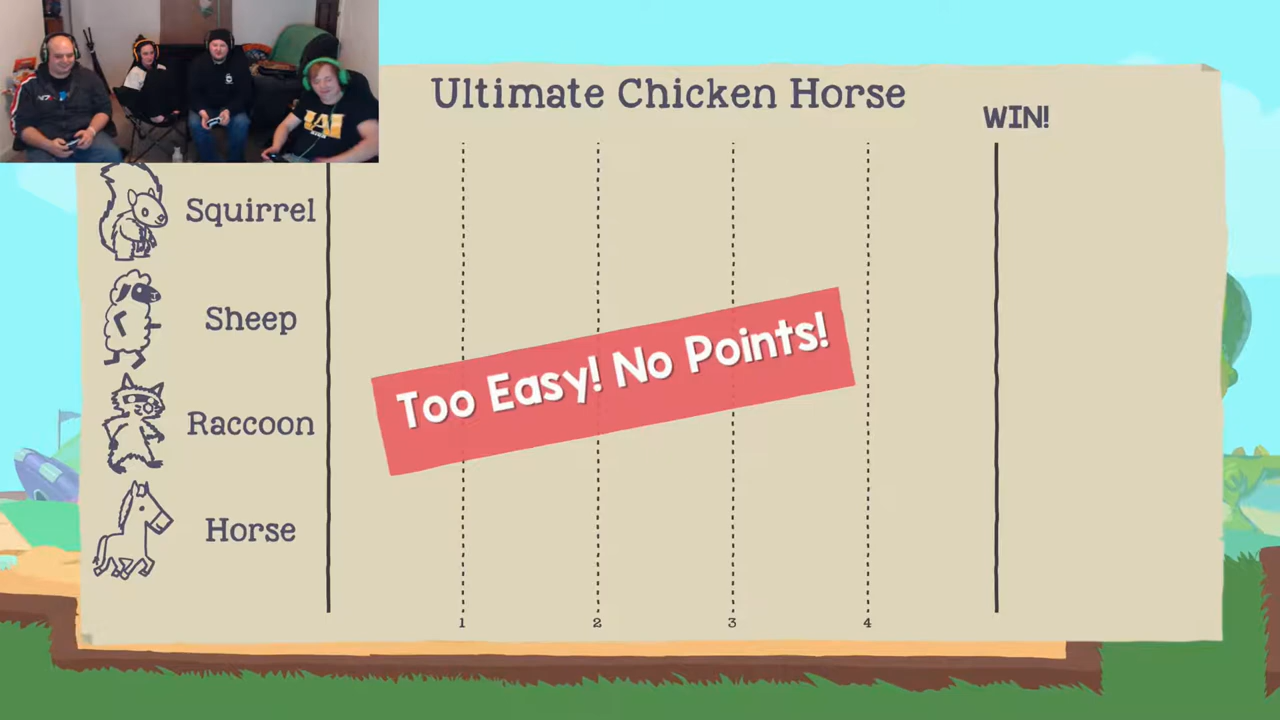 Ultimate Chicken Horse
WIN!
Squirrel
Sheep
Too Easy! No Points!
Raccoon
Horse
1 2 3 4